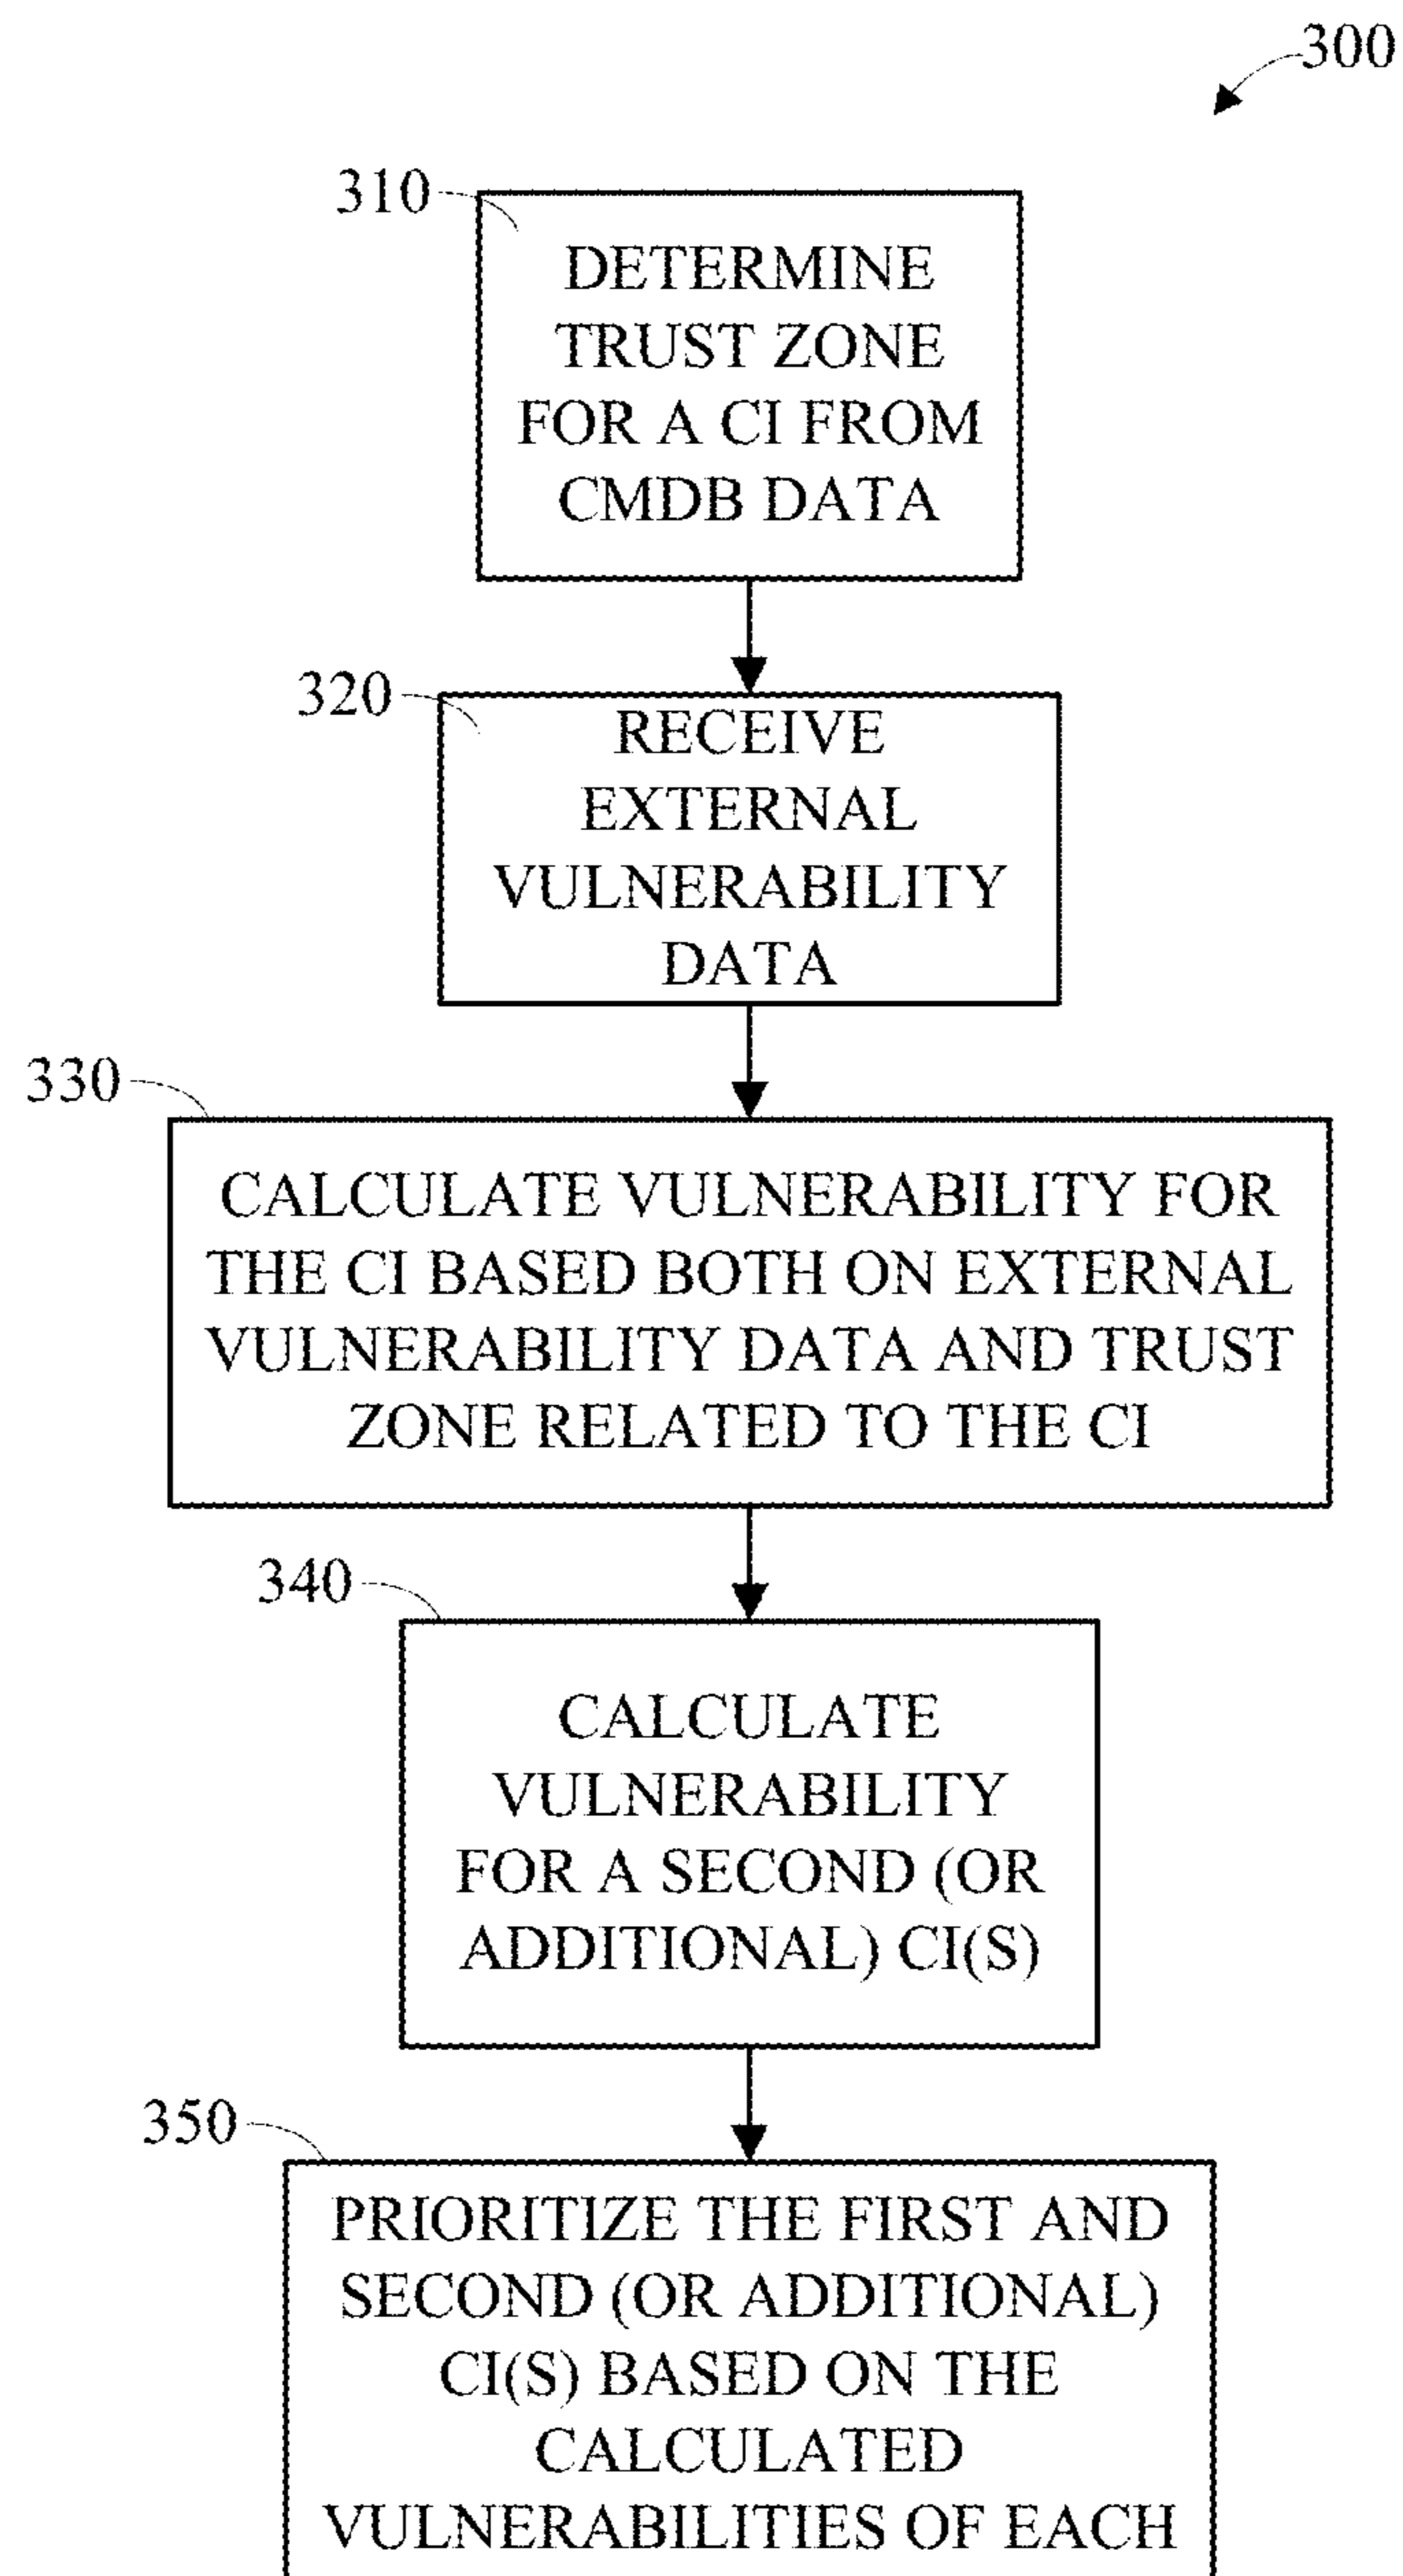 300
310
DETERMINE
TRUST ZONE
FOR A CI FROM
CMDB DATA
320
RECEIVE
EXTERNAL
VULNERABILITY
DATA
330
CALCULATE VULNERABILITY FOR
THE CI BASED BOTH ON EXTERNAL
VULNERABILITY DATA AND TRUST
ZONE RELATED TO THE CI
340
CALCULATE
VULNERABILITY
FOR A SECOND (OR
ADDITIONAL) CI(S)
350
PRIORITIZE THE FIRST AND
SECOND (OR ADDITIONAL)
CI(S) BASED ON THE
CALCULATED
VULNERABILITIES OF EACH